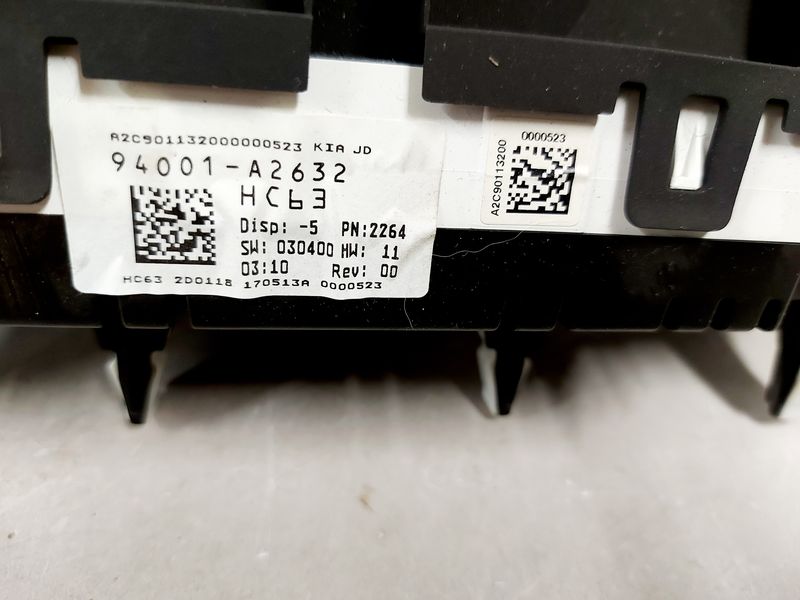 A2C901132000000523 KIA JD
94001-A2632
HC63
Disp: -5 PN:2264
SW: 030400 HW: 11
03:10 Rev: 00
HC63 2D0118 170513A 0000523
0000523
A2C90113200